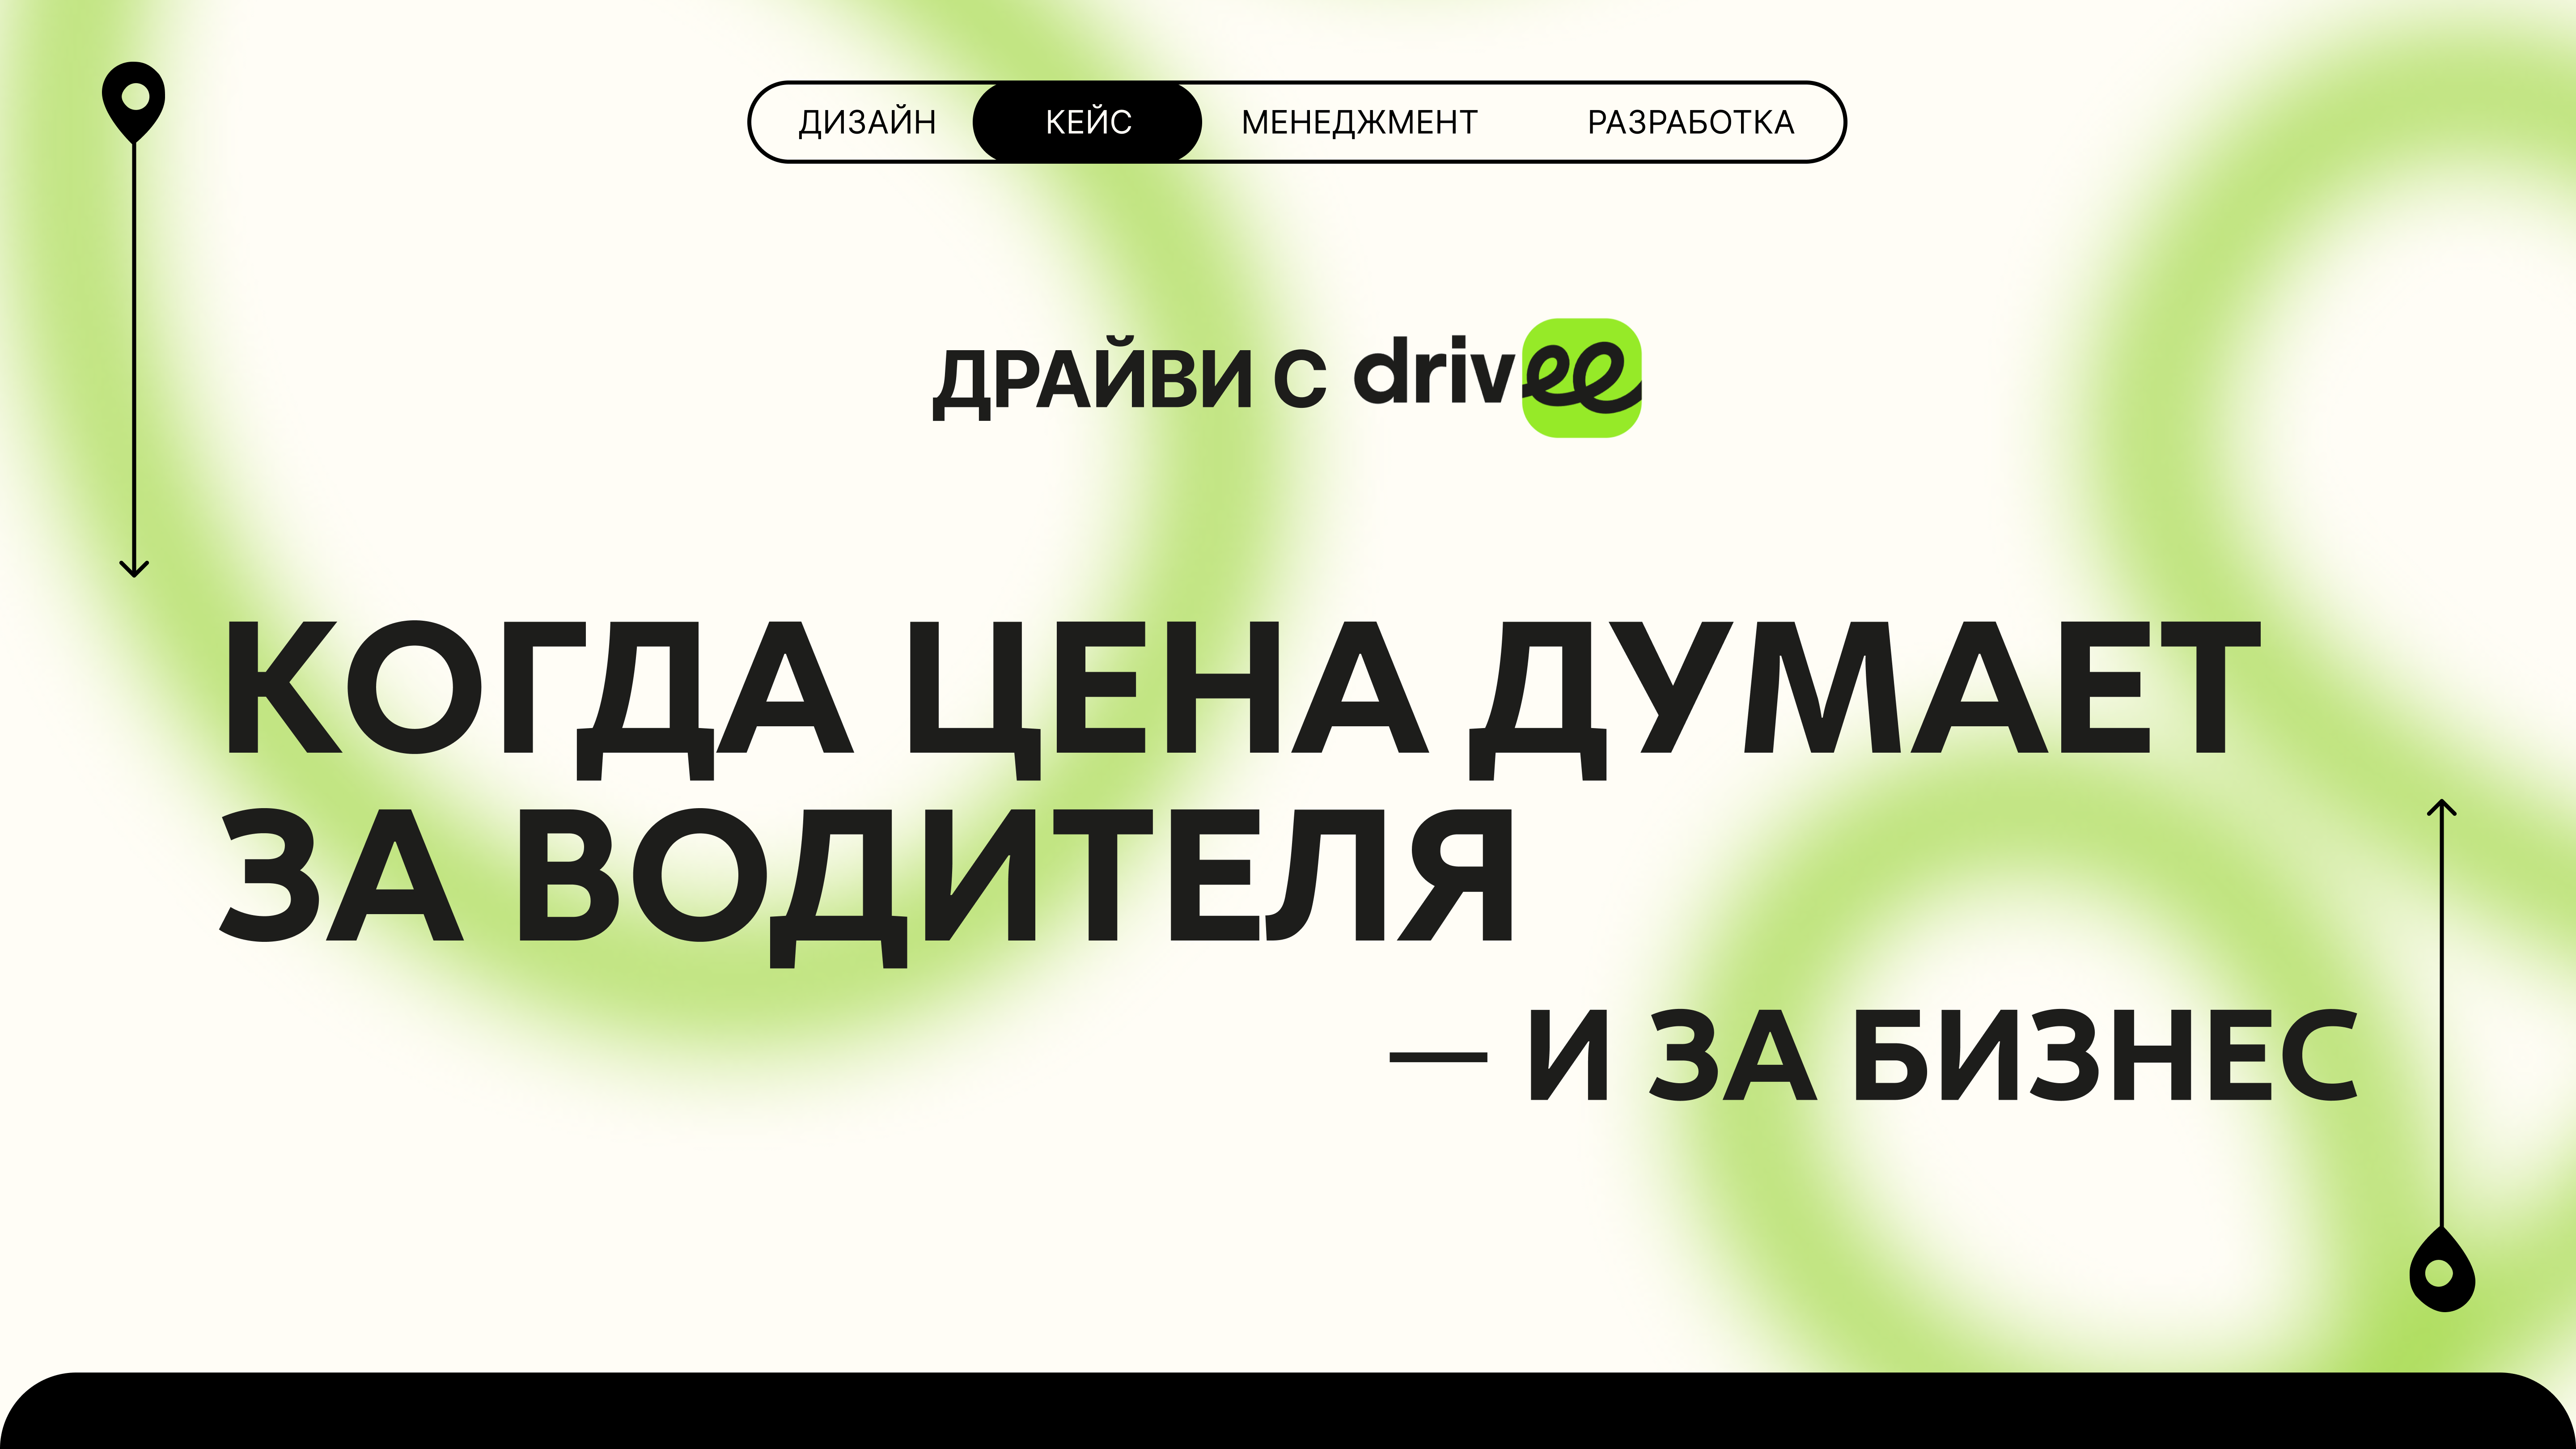 ДИЗАЙН КЕЙС МЕНЕДЖМЕНТ РАЗРАБОТКА
ДРАЙВИ С drivee
КОГДА ЦЕНА ДУМАЕТ
ЗА ВОДИТЕЛЯ
— И ЗА БИЗНЕС